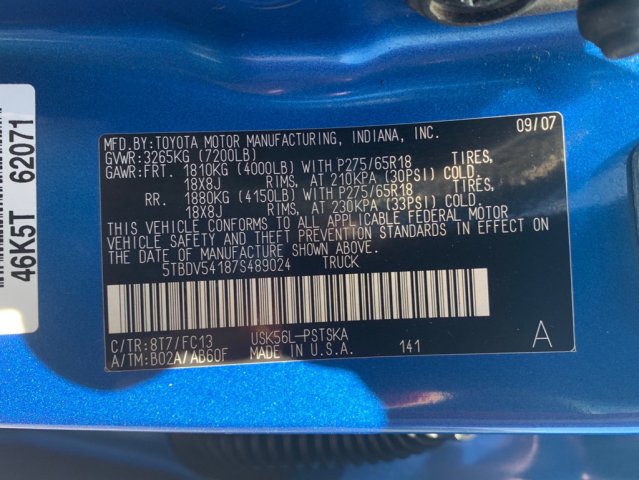 46K5T 62071
MFD.BY:TOYOTA MOTOR MANUFACTURING, INDIANA, INC. 09/07
GVWR:3265KG (7200LB)
GAWR:FRT. 1810KG (4000LB) WITH P275/65R18 TIRES,
18X8J RIMS, AT 210KPA (30PSI) COLD.
RR. 1880KG (4150LB) WITH P275/65R18 TIRES,
18X8J RIMS, AT 230KPA (33PSI) COLD.
THIS VEHICLE CONFORMS TO ALL APPLICABLE FEDERAL MOTOR
VEHICLE SAFETY AND THEFT PREVENTION STANDARDS IN EFFECT ON
THE DATE OF MANUFACTURE SHOWN ABOVE.
5TBDV54187S489024 TRUCK
C/TR:8T7/FC13 USK56L-PSTSKA
A/TM:B02A/AB60F MADE IN U.S.A. 141 A